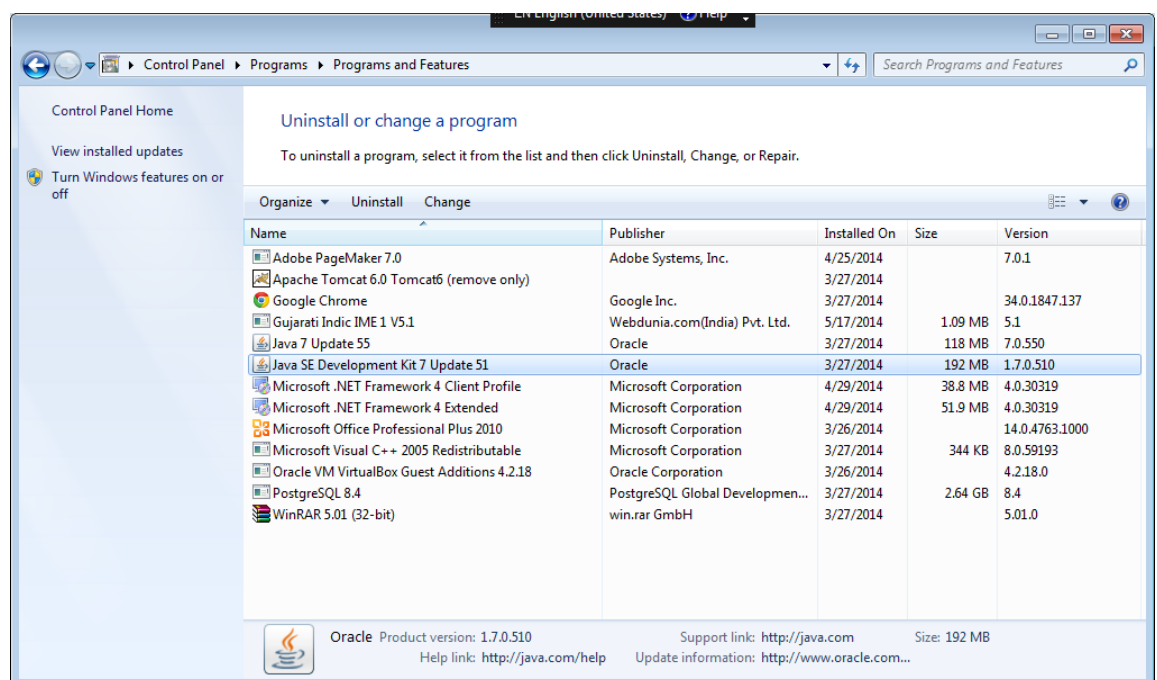 EN English (United States) Help
Control Panel Programs Programs and Features Search Programs and Features
Control Panel Home
View installed updates
Turn Windows features on or
off
Uninstall or change a program
To uninstall a program, select it from the list and then click Uninstall, Change, or Repair.
Organize Uninstall Change
Name Publisher Installed On Size Version
Adobe PageMaker 7.0 Adobe Systems, Inc. 4/25/2014 7.0.1
Apache Tomcat 6.0 Tomcat6 (remove only) 3/27/2014
Google Chrome Google Inc. 3/27/2014 34.0.1847.137
Gujarati Indic IME 1 V5.1 Webdunia.com(India) Pvt. Ltd. 5/17/2014 1.09 MB 5.1
Java 7 Update 55 Oracle 3/27/2014 118 MB 7.0.550
Java SE Development Kit 7 Update 51 Oracle 3/27/2014 192 MB 1.7.0.510
Microsoft .NET Framework 4 Client Profile Microsoft Corporation 4/29/2014 38.8 MB 4.0.30319
Microsoft .NET Framework 4 Extended Microsoft Corporation 4/29/2014 51.9 MB 4.0.30319
Microsoft Office Professional Plus 2010 Microsoft Corporation 3/26/2014 14.0.4763.1000
Microsoft Visual C++ 2005 Redistributable Microsoft Corporation 3/27/2014 344 KB 8.0.59193
Oracle VM VirtualBox Guest Additions 4.2.18 Oracle Corporation 3/26/2014 4.2.18.0
PostgreSQL 8.4 PostgreSQL Global Developmen... 3/27/2014 2.64 GB 8.4
WinRAR 5.01 (32-bit) win.rar GmbH 3/27/2014 5.01.0
Oracle Product version: 1.7.0.510 Support link: http://java.com Size: 192 MB
Help link: http://java.com/help Update information: http://www.oracle.com...